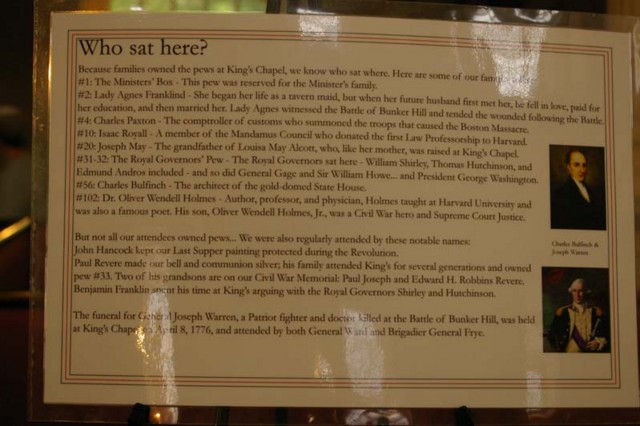 Who sat here?
Because families owned the pews at King's Chapel, we know who sat where. Here are some of our
#1: The Ministers' Box - This pew was reserved for the Minister's family.
#2: Lady Agnes Franklind - She began her life as a tavern maid, but when her future husband first met her, he fell in love, paid for
her education, and then married her. Lady Agnes witnessed the Battle of Bunker Hill and tended the wounded following the Battle.
#4: Charles Paxton - The comptroller of customs who summoned the troops that caused the Boston Massacre.
#10: Isaac Royall - A member of the Mandamus Council who donated the first Law Professorship to Harvard.
#20: Joseph May - The grandfather of Louisa May Alcott, who, like her mother, was raised at King's Chapel.
#31-32: The Royal Governors' Pew - The Royal Governors sat here - William Shirley, Thomas Hutchinson, and
Edmund Andros included - and so did General Gage and Sir William Howe... and President George Washington.
#56: Charles Bulfinch - The architect of the gold-domed State House.
#102: Dr. Oliver Wendell Holmes - Author, professor, and physician, Holmes taught at Harvard University and
was also a famous poet. His son, Oliver Wendell Holmes, Jr., was a Civil War hero and Supreme Court Justice.
But not all our attendees owned pews... We were also regularly attended by these notable names:
John Hancock kept our Last Supper painting protected during the Revolution.
Paul Revere made our bell and communion silver; his family attended King's for several generations and owned
pew #33. Two of his grandsons are on our Civil War Memorial: Paul Joseph and Edward H. Robbins Revere.
Benjamin Franklin spent his time at King's arguing with the Royal Governors Shirley and Hutchinson.
The funeral for General Joseph Warren, a Patriot fighter and doctor killed at the Battle of Bunker Hill, was held
at King's Chapel on April 8, 1776, and attended by both General Ward and Brigadier General Frye.
Charles Bulfinch &
Joseph Warren